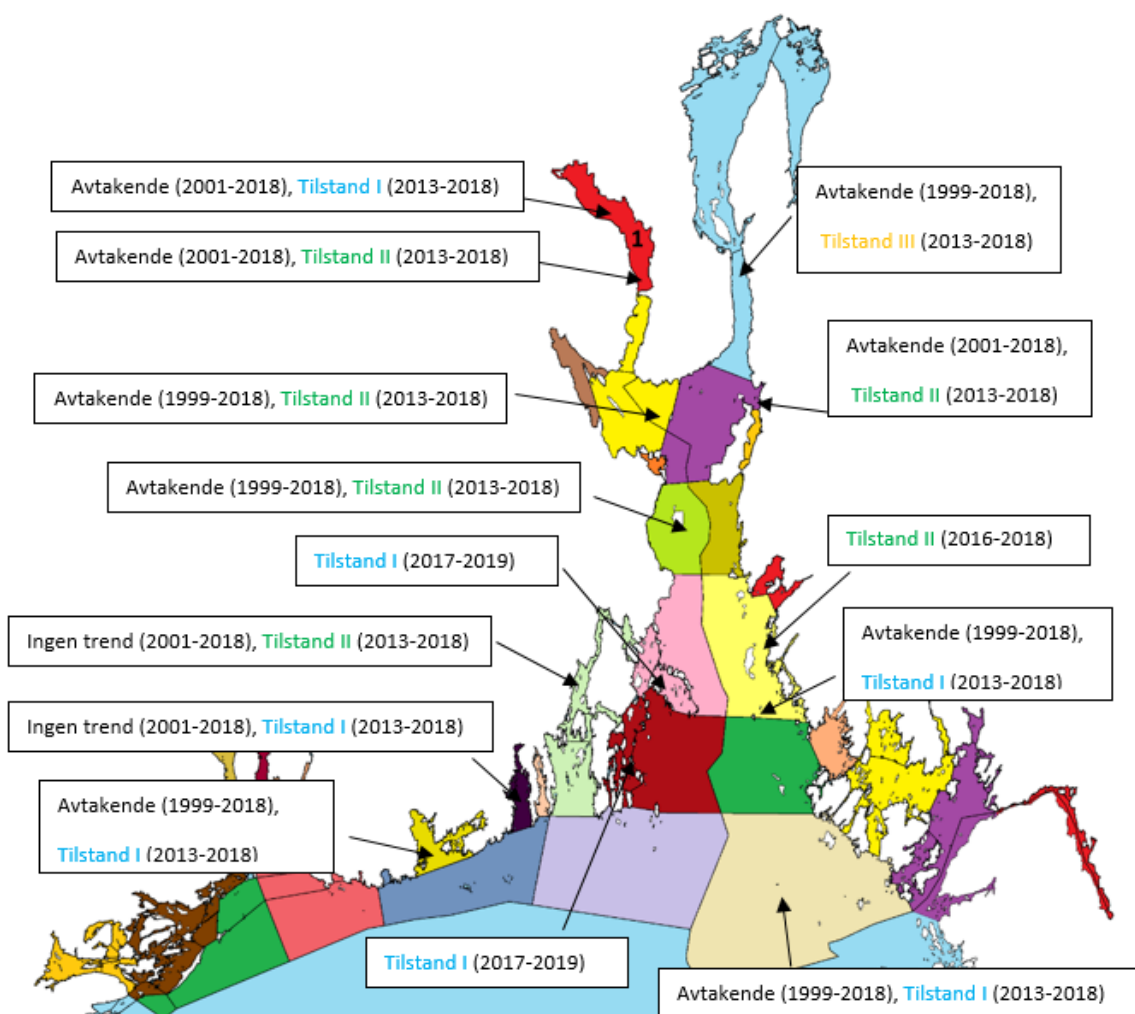 Avtakende (2001-2018), Tilstand I (2013-2018)
Avtakende (1999-2018),
Tilstand III (2013-2018)
1
Avtakende (2001-2018), Tilstand II (2013-2018)
Avtakende (2001-2018),
Tilstand II (2013-2018)
Avtakende (1999-2018), Tilstand II (2013-2018)
Avtakende (1999-2018), Tilstand II (2013-2018)
Tilstand II (2016-2018)
Tilstand I (2017-2019)
Ingen trend (2001-2018), Tilstand II (2013-2018)
Avtakende (1999-2018),
Tilstand I (2013-2018)
Ingen trend (2001-2018), Tilstand I (2013-2018)
Avtakende (1999-2018),
Tilstand I (2013-2018)
Tilstand I (2017-2019)
Avtakende (1999-2018), Tilstand I (2013-2018)